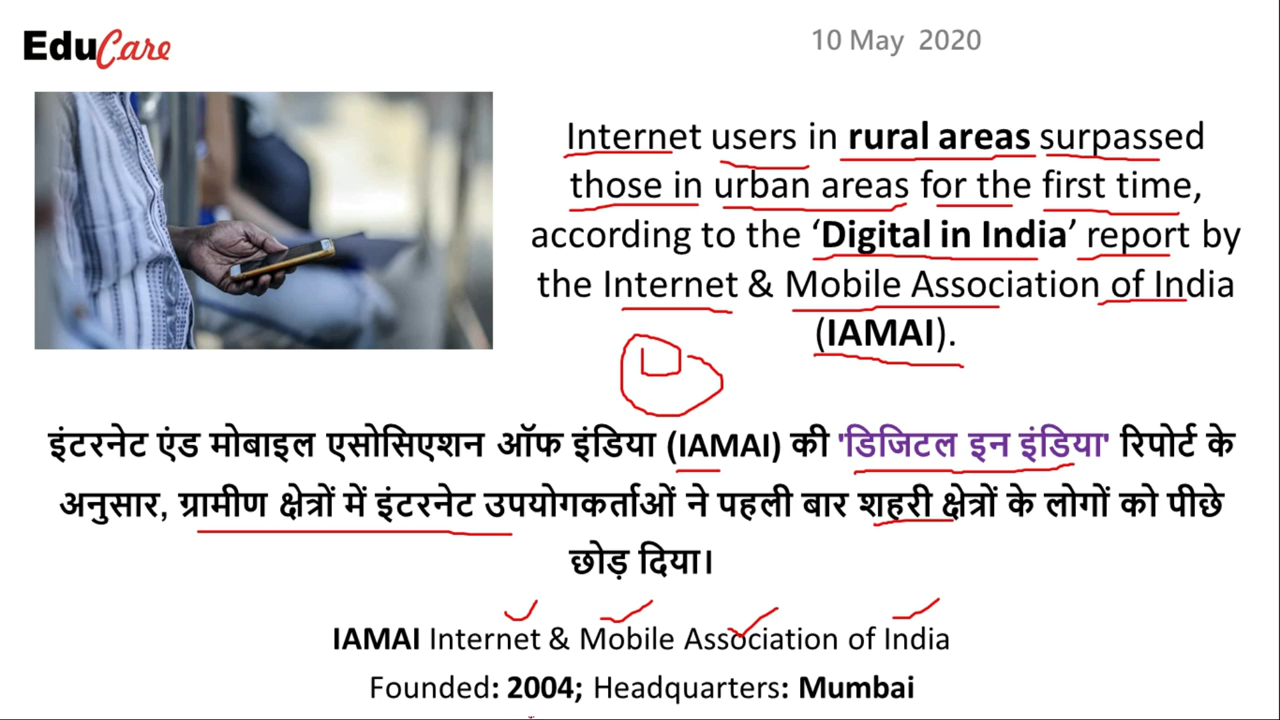 EduCare
10 May 2020
Internet users in rural areas surpassed
those in urban areas for the first time,
according to the ‘Digital in India’ report by
the Internet & Mobile Association of India
(IAMAI).
इंटरनेट एंड मोबाइल एसोसिएशन ऑफ इंडिया (IAMAI) की 'डिजिटल इन इंडिया' रिपोर्ट के
अनुसार, ग्रामीण क्षेत्रों में इंटरनेट उपयोगकर्ताओं ने पहली बार शहरी क्षेत्रों के लोगों को पीछे
छोड़ दिया।
IAMAI Internet & Mobile Association of India
Founded: 2004; Headquarters: Mumbai